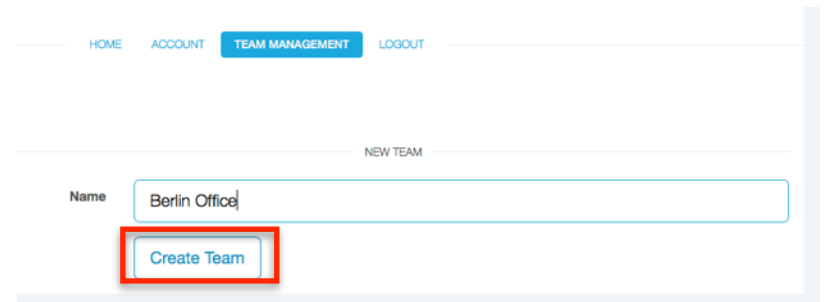 HOME ACCOUNT TEAM MANAGEMENT LOGOUT
NEW TEAM
Name Berlin Office
Create Team